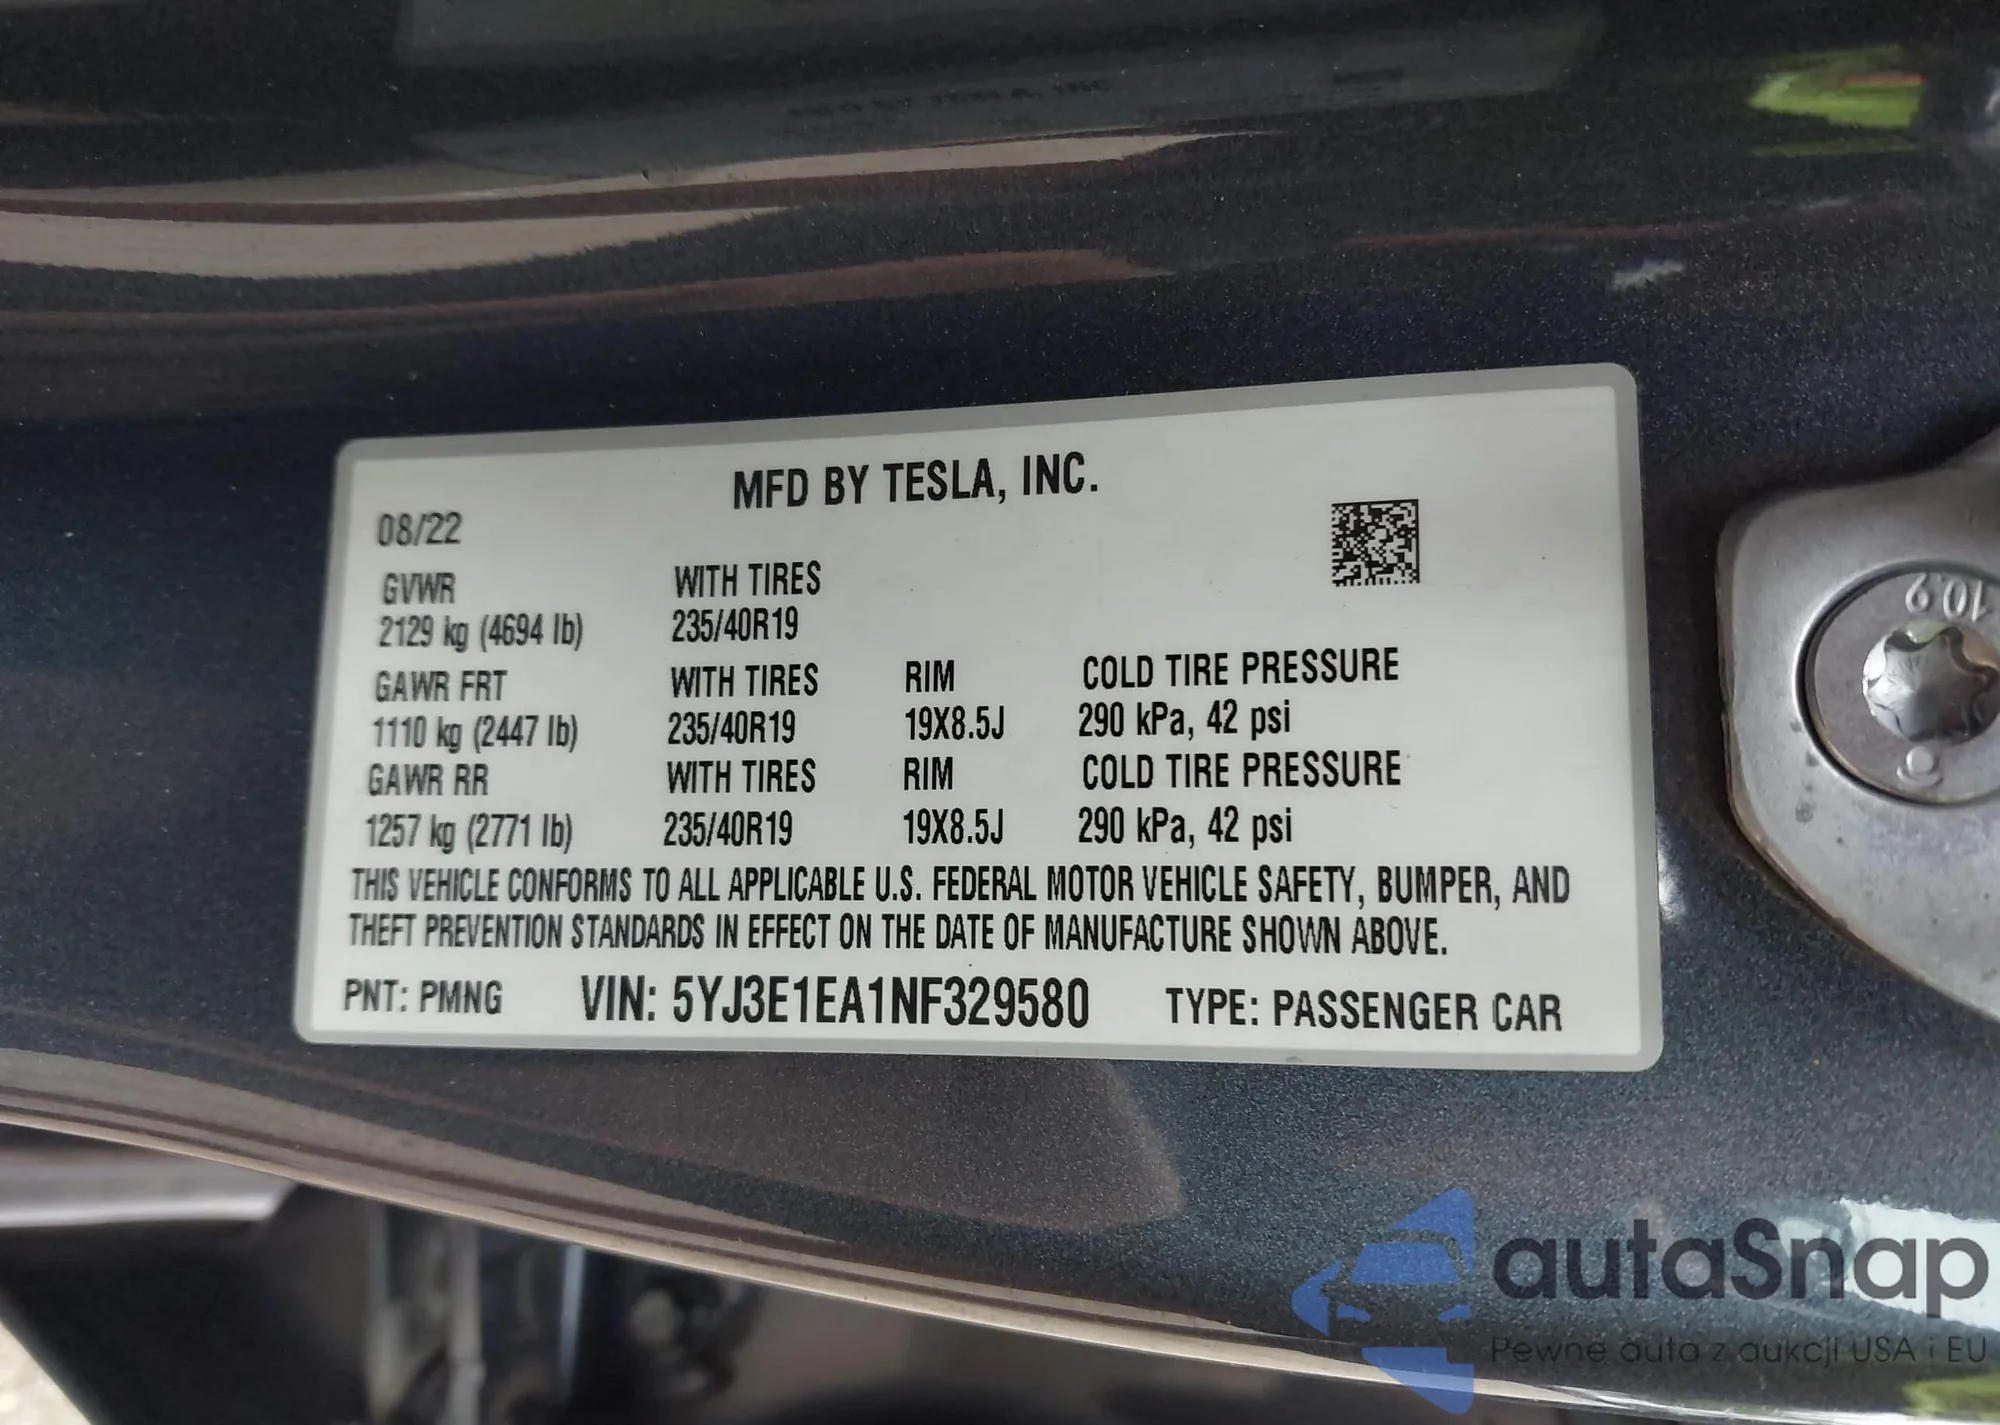 MFD BY TESLA, INC.
08/22
GVWR WITH TIRES
2129 kg (4694 lb) 235/40R19
GAWR FRT WITH TIRES RIM COLD TIRE PRESSURE
1110 kg (2447 lb) 235/40R19 19X8.5J 290 kPa, 42 psi
GAWR RR WITH TIRES RIM COLD TIRE PRESSURE
1257 kg (2771 lb) 235/40R19 19X8.5J 290 kPa, 42 psi
THIS VEHICLE CONFORMS TO ALL APPLICABLE U.S. FEDERAL MOTOR VEHICLE SAFETY, BUMPER, AND
THEFT PREVENTION STANDARDS IN EFFECT ON THE DATE OF MANUFACTURE SHOWN ABOVE.
PNT: PMNG VIN: 5YJ3E1EA1NF329580 TYPE: PASSENGER CAR
10.9
autaSnap
Pewne auto z aukcji USA i EU